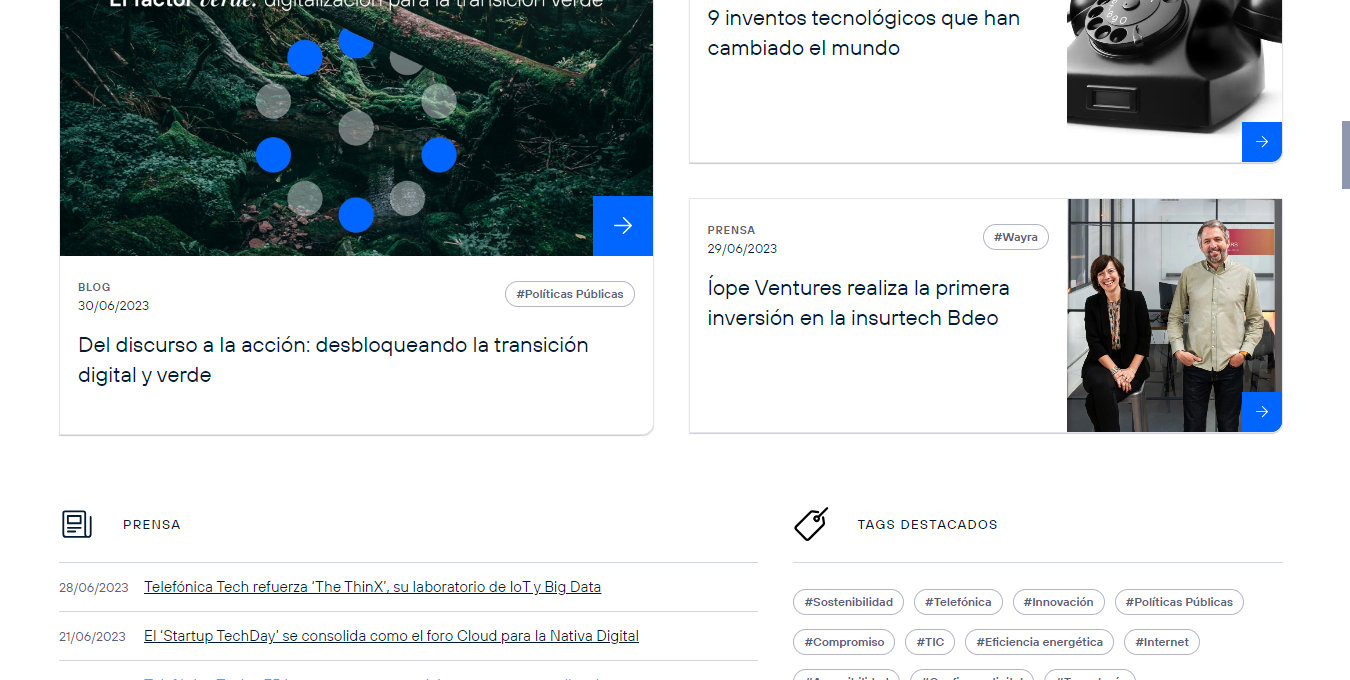 El factor verde: digitalización para la transición verde
BLOG
30/06/2023
#Políticas Públicas
Del discurso a la acción: desbloqueando la transición
digital y verde
9 inventos tecnológicos que han
cambiado el mundo
PRENSA
29/06/2023
#Wayra
Íope Ventures realiza la primera
inversión en la insurtech Bdeo
PRENSA
28/06/2023 Telefónica Tech refuerza ‘The ThinX’, su laboratorio de IoT y Big Data
21/06/2023 El ‘Startup TechDay’ se consolida como el foro Cloud para la Nativa Digital
TAGS DESTACADOS
#Sostenibilidad #Telefónica #Innovación #Políticas Públicas
#Compromiso #TIC #Eficiencia energética #Internet